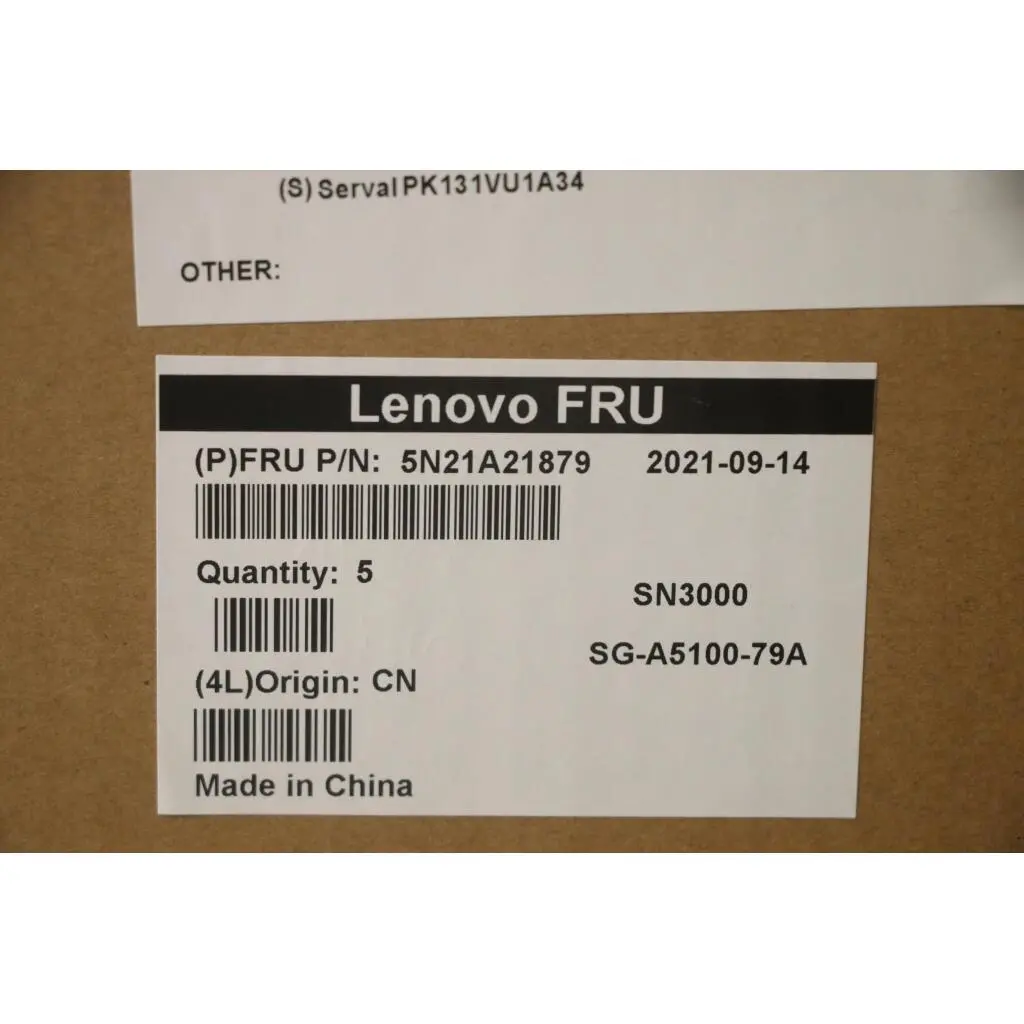 (S) Serval PK131VU1A34
OTHER:
Lenovo FRU
(P)FRU P/N: 5N21A21879 2021-09-14
Quantity: 5
SN3000
SG-A5100-79A
(4L)Origin: CN
Made in China